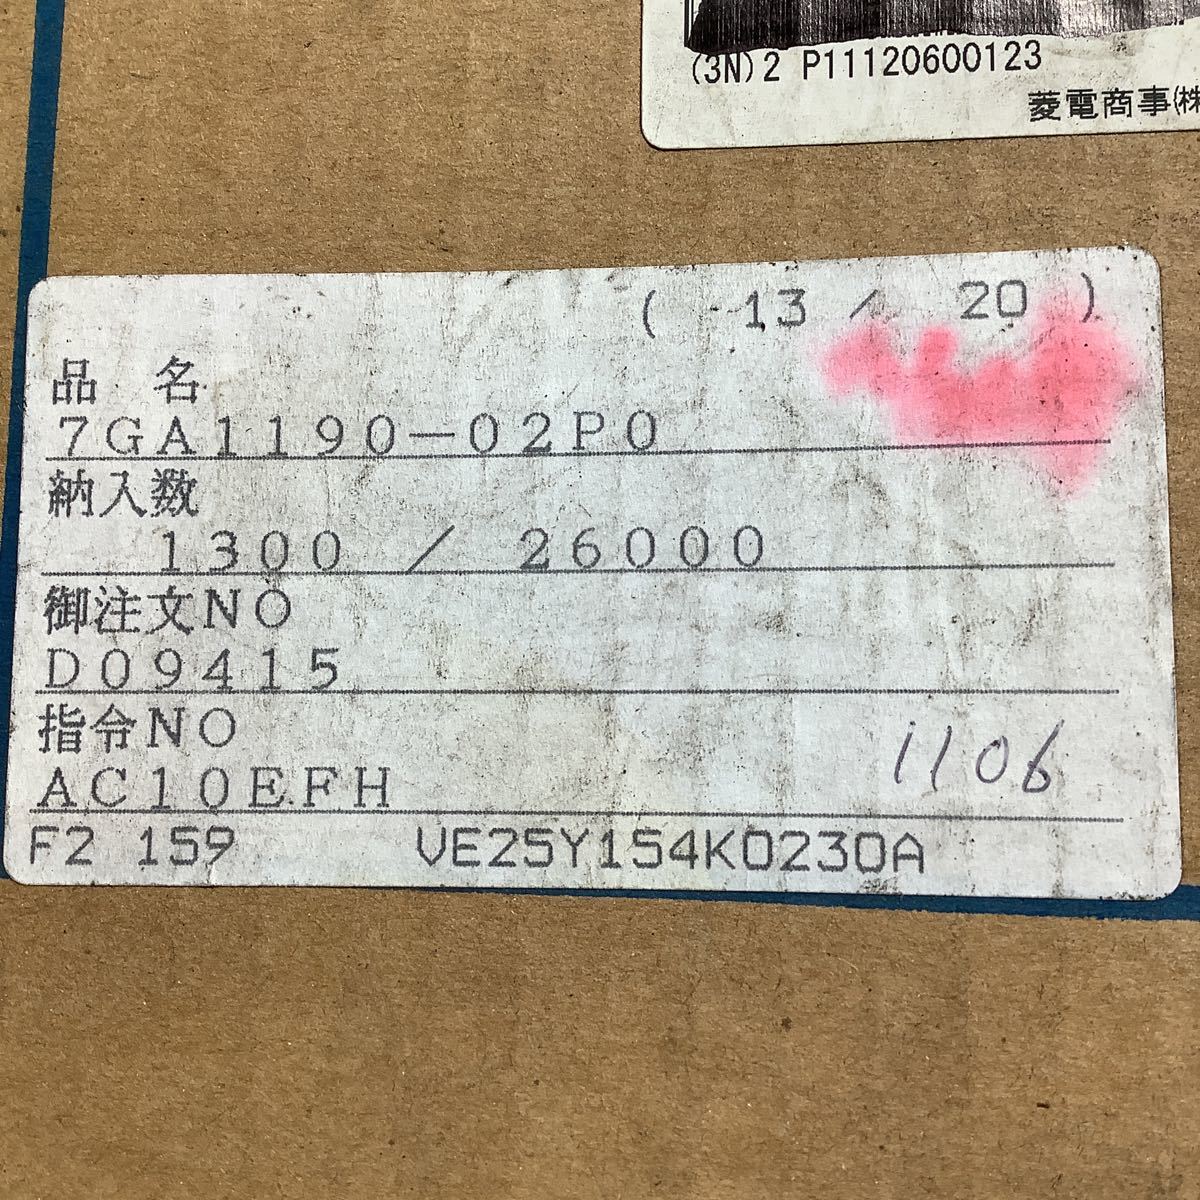 (3N)2 P11120600123
菱電商事㈱
( 13 / 20 )
品 名
7GA1190-02P0
納入数
1300 / 26000
御注文NO
D09415
指令NO
1106
AC10EFH
F2 159 VE25Y154K0230A